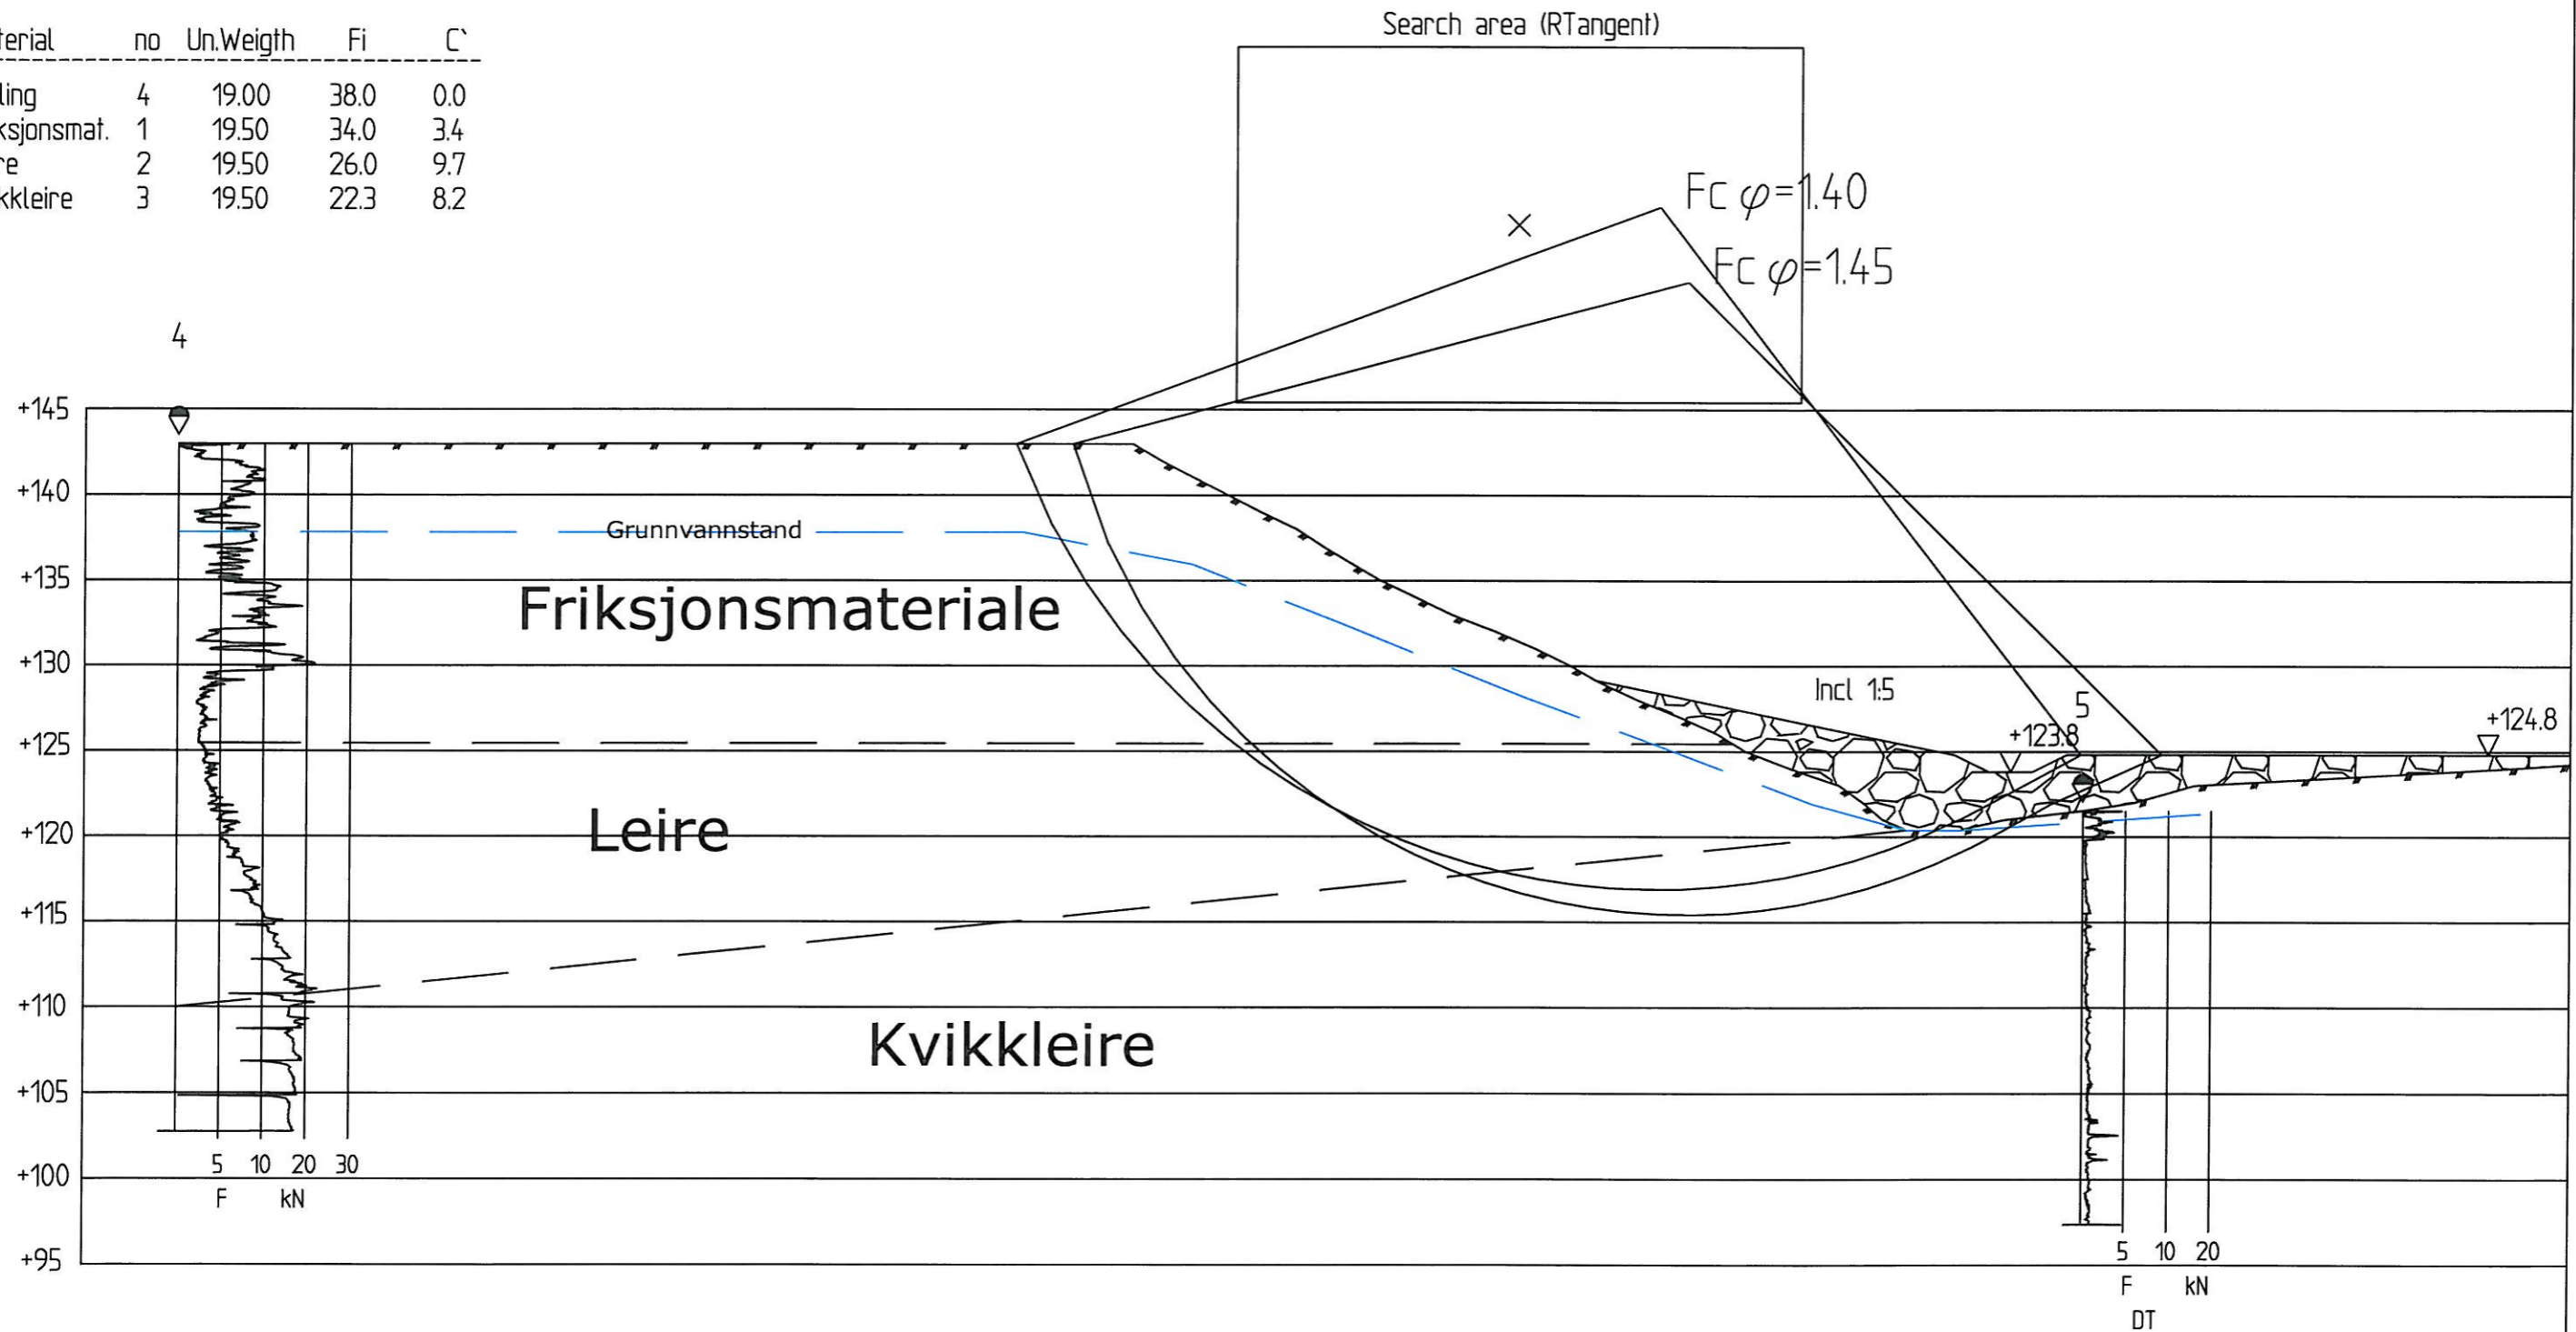 Search area (RTangent)
terial no Un.Weigth Fi C`
ling 4 19.00 38.0 0.0
ksjonsmat. 1 19.50 34.0 3.4
re 2 19.50 26.0 9.7
kkleire 3 19.50 22.3 8.2
Fc φ=1.40
Fc φ=1.45
4
+145
+140
Grunnvannstand
+135
Friksjonsmateriale
+130
Incl 1:5
5
+124.8
+123.8
+125
Leire
+120
+115
+110
Kvikkleire
+105
5 10 20 30
+100
F kN
+95
5 10 20
F kN
DT